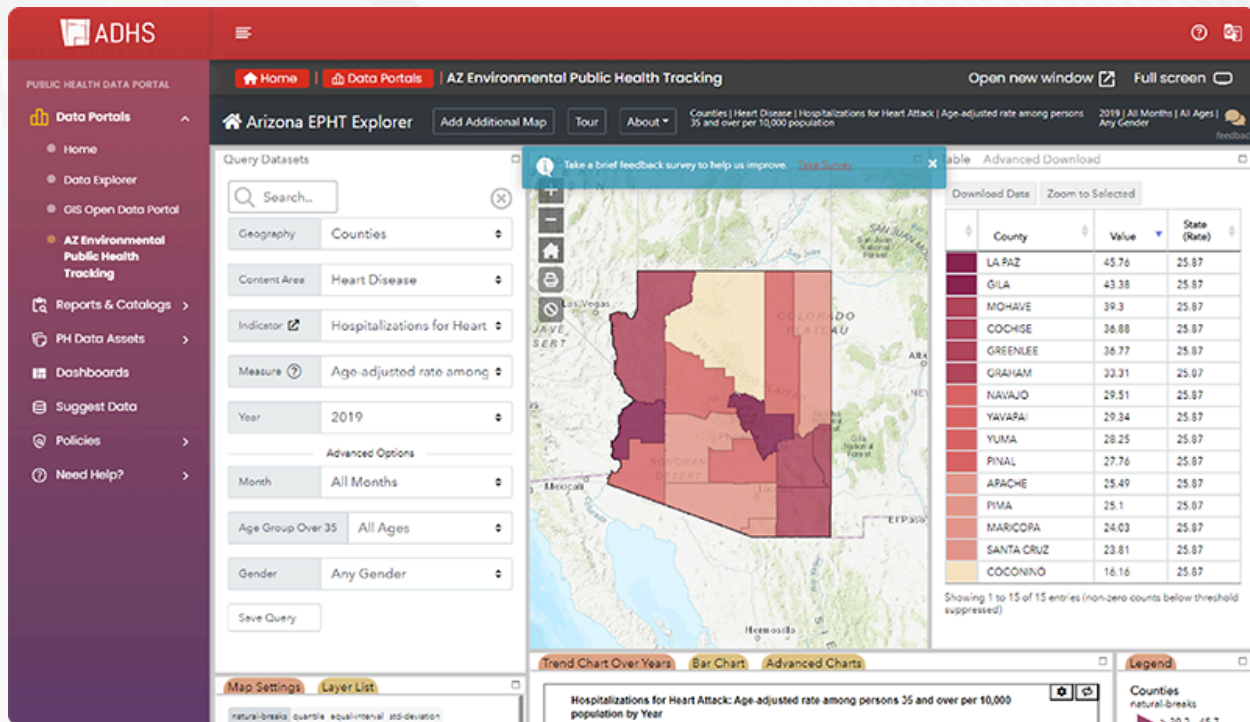 ADHS
PUBLIC HEALTH DATA PORTAL
Data Portals
Home
Data Explorer
GIS Open Data Portal
AZ Environmental
Public Health
Tracking
Reports & Catalogs
PH Data Assets
Dashboards
Suggest Data
Policies
Need Help?
Home | Data Portals | AZ Environmental Public Health Tracking
Open new window Full screen
Arizona EPHT Explorer Add Additional Map Tour About
Counties | Heart Disease | Hospitalizations for Heart Attack | Age-adjusted rate among persons
35 and over per 10,000 population
2019 | All Months | All Ages |
Any Gender
feedback
Query Datasets
Search..
Geography Counties
Content Area Heart Disease
Indicator Hospitalizations for Heart
Measure Age-adjusted rate among
Year 2019
Advanced Options
Month All Months
Age Group Over 35 All Ages
Gender Any Gender
Save Query
Map Settings Layer List
natural-breaks quantile equal-interval std-deviation
Take a brief feedback survey to help us improve. Take Survey
Las Vegas
COLORADO
PLATEAU
SONORAN
DESERT
Mexicali
Gila
National
Forest
El Paso
Hermosillo
Table Advanced Download
Download Data Zoom to Selected
County Value State
(Rate)
LA PAZ 45.76 25.87
GILA 43.38 25.87
MOHAVE 39.3 25.87
COCHISE 36.88 25.87
GREENLEE 36.77 25.87
GRAHAM 33.31 25.87
NAVAJO 29.51 25.87
YAVAPAI 29.34 25.87
YUMA 28.25 25.87
PINAL 27.76 25.87
APACHE 25.49 25.87
PIMA 25.1 25.87
MARICOPA 24.03 25.87
SANTA CRUZ 23.81 25.87
COCONINO 16.16 25.87
Showing 1 to 15 of 15 entries (non-zero counts below threshold
suppressed)
Trend Chart Over Years Bar Chart Advanced Charts
Hospitalizations for Heart Attack: Age-adjusted rate among persons 35 and over per 10,000
population by Year
Legend
Counties
natural-breaks